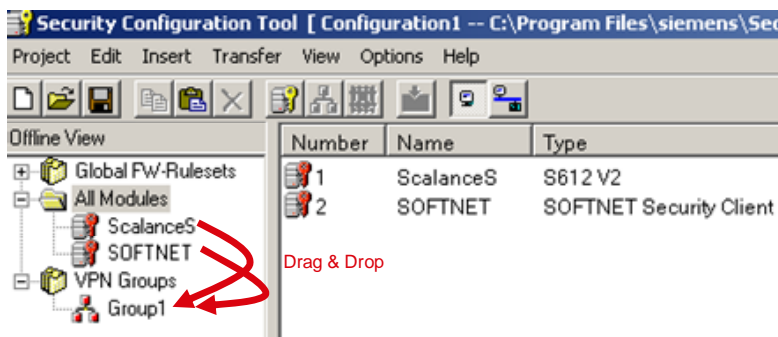 Security Configuration Tool [ Configuration1 -- C:\Program Files\siemens\Sec
Project Edit Insert Transfer View Options Help
Offline View
Number Name Type
Global FW-Rulesets
All Modules
ScalanceS
SOFTNET
VPN Groups
Group1
1 ScalanceS S612 V2
2 SOFTNET SOFTNET Security Client
Drag & Drop